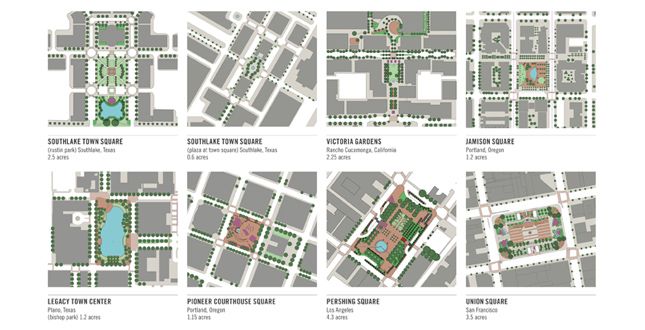 SOUTHLAKE TOWN SQUARE
(rustin park) Southlake, Texas
2.5 acres
SOUTHLAKE TOWN SQUARE
(plaza at town square) Southlake, Texas
0.6 acres
VICTORIA GARDENS
Rancho Cucamonga, California
2.25 acres
JAMISON SQUARE
Portland, Oregon
1.2 acres
LEGACY TOWN CENTER
Plano, Texas
(bishop park) 1.2 acres
PIONEER COURTHOUSE SQUARE
Portland, Oregon
1.15 acres
PERSHING SQUARE
Los Angeles
4.3 acres
UNION SQUARE
San Francisco
3.5 acres